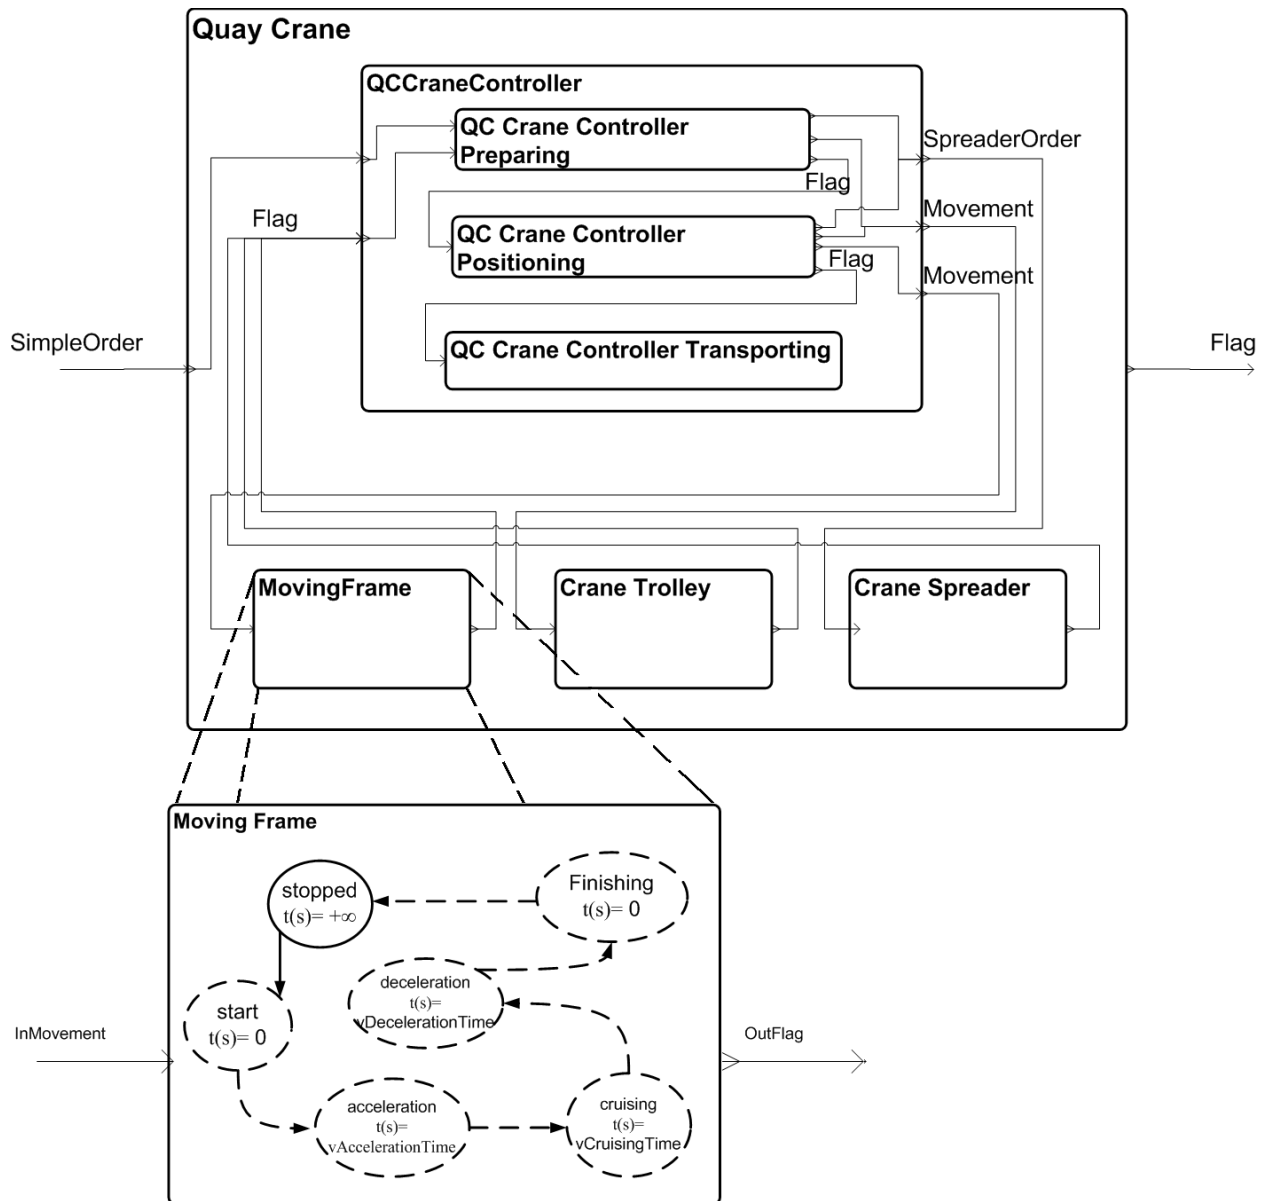 Quay Crane
QCCraneController
QC Crane Controller
Preparing
SpreaderOrder
Flag
Movement
Flag
QC Crane Controller
Positioning
Flag
Movement
QC Crane Controller Transporting
SimpleOrder
Flag
MovingFrame
Crane Trolley
Crane Spreader
Moving Frame
stopped
t(s)= +∞
Finishing
t(s)= 0
deceleration
t(s)=
vDecelerationTime
start
t(s)= 0
InMovement
OutFlag
acceleration
t(s)=
vAccelerationTime
cruising
t(s)=
vCruisingTime